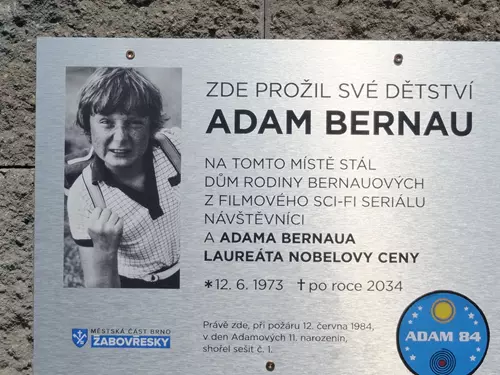 ZDE PROŽIL SVÉ DĚTSTVÍ
ADAM BERNAU
NA TOMTO MÍSTĚ STÁL
DŮM RODINY BERNAUOVÝCH
Z FILMOVÉHO SCI-FI SERIÁLU
NÁVŠTĚVNÍCI
A ADAMA BERNAUA
LAUREÁTA NOBELOVY CENY
*12. 6. 1973 †po roce 2034
MĚSTSKÁ ČÁST BRNO
ŽABOVŘESKY
Právě zde, při požáru 12. června 1984,
v den Adamových 11. narozenin,
shořel sešit č. 1.
ADAM 84